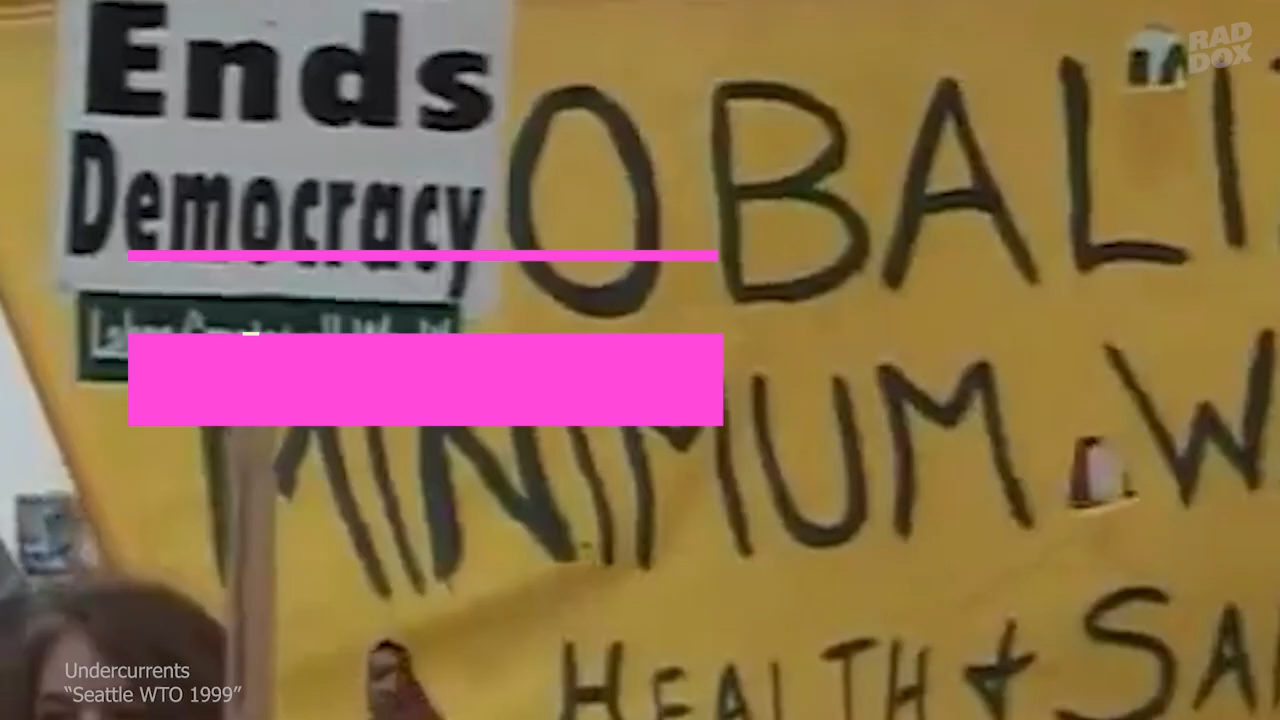 Ends
Democracy
OBALI
MINIMUM W
HEALTH & SA
RAD
DOX
Undercurrents
“Seattle WTO 1999”